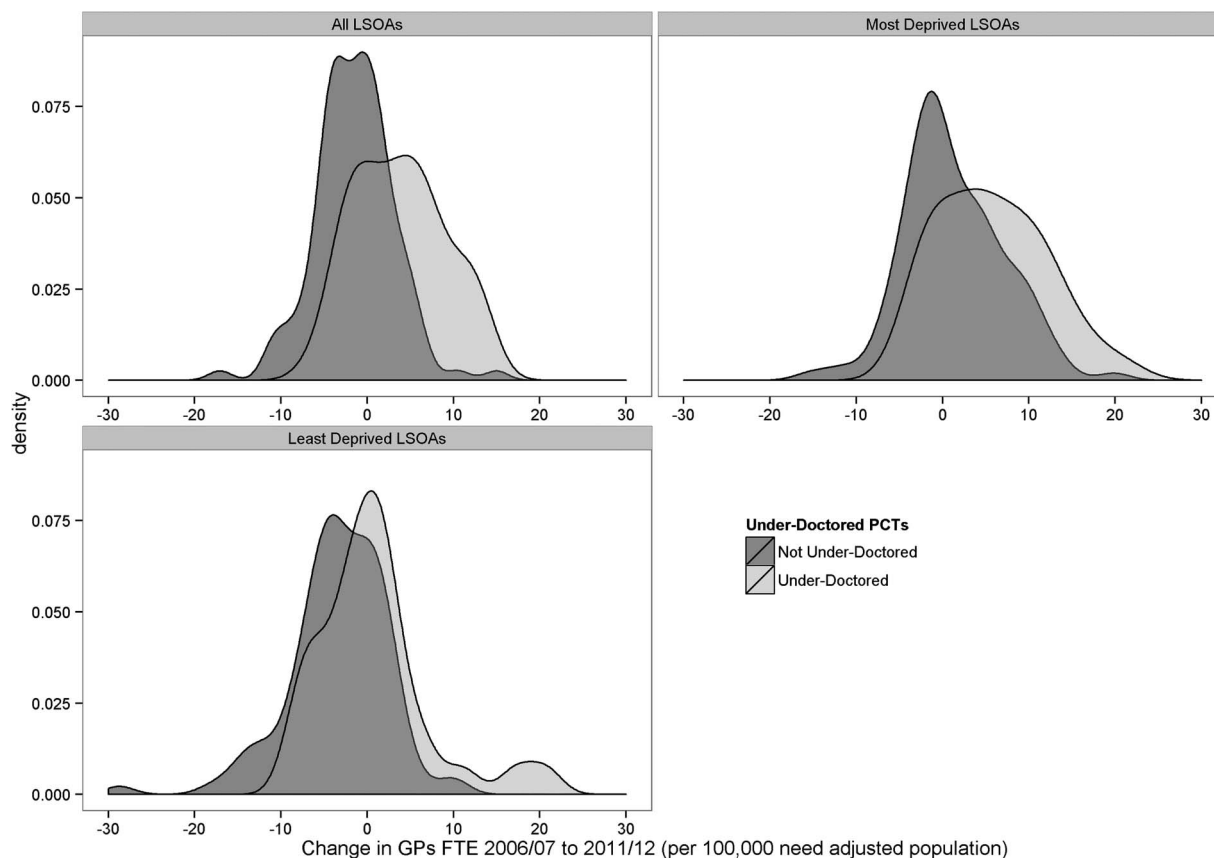 All LSOAs
Most Deprived LSOAs
0.075
0.050
0.025
0.000
-30 -20 -10 0 10 20 30
-30 -20 -10 0 10 20 30
density
Least Deprived LSOAs
0.075
0.050
0.025
0.000
-30 -20 -10 0 10 20 30
Under-Doctored PCTs
Not Under-Doctored
Under-Doctored
Change in GPs FTE 2006/07 to 2011/12 (per 100,000 need adjusted population)